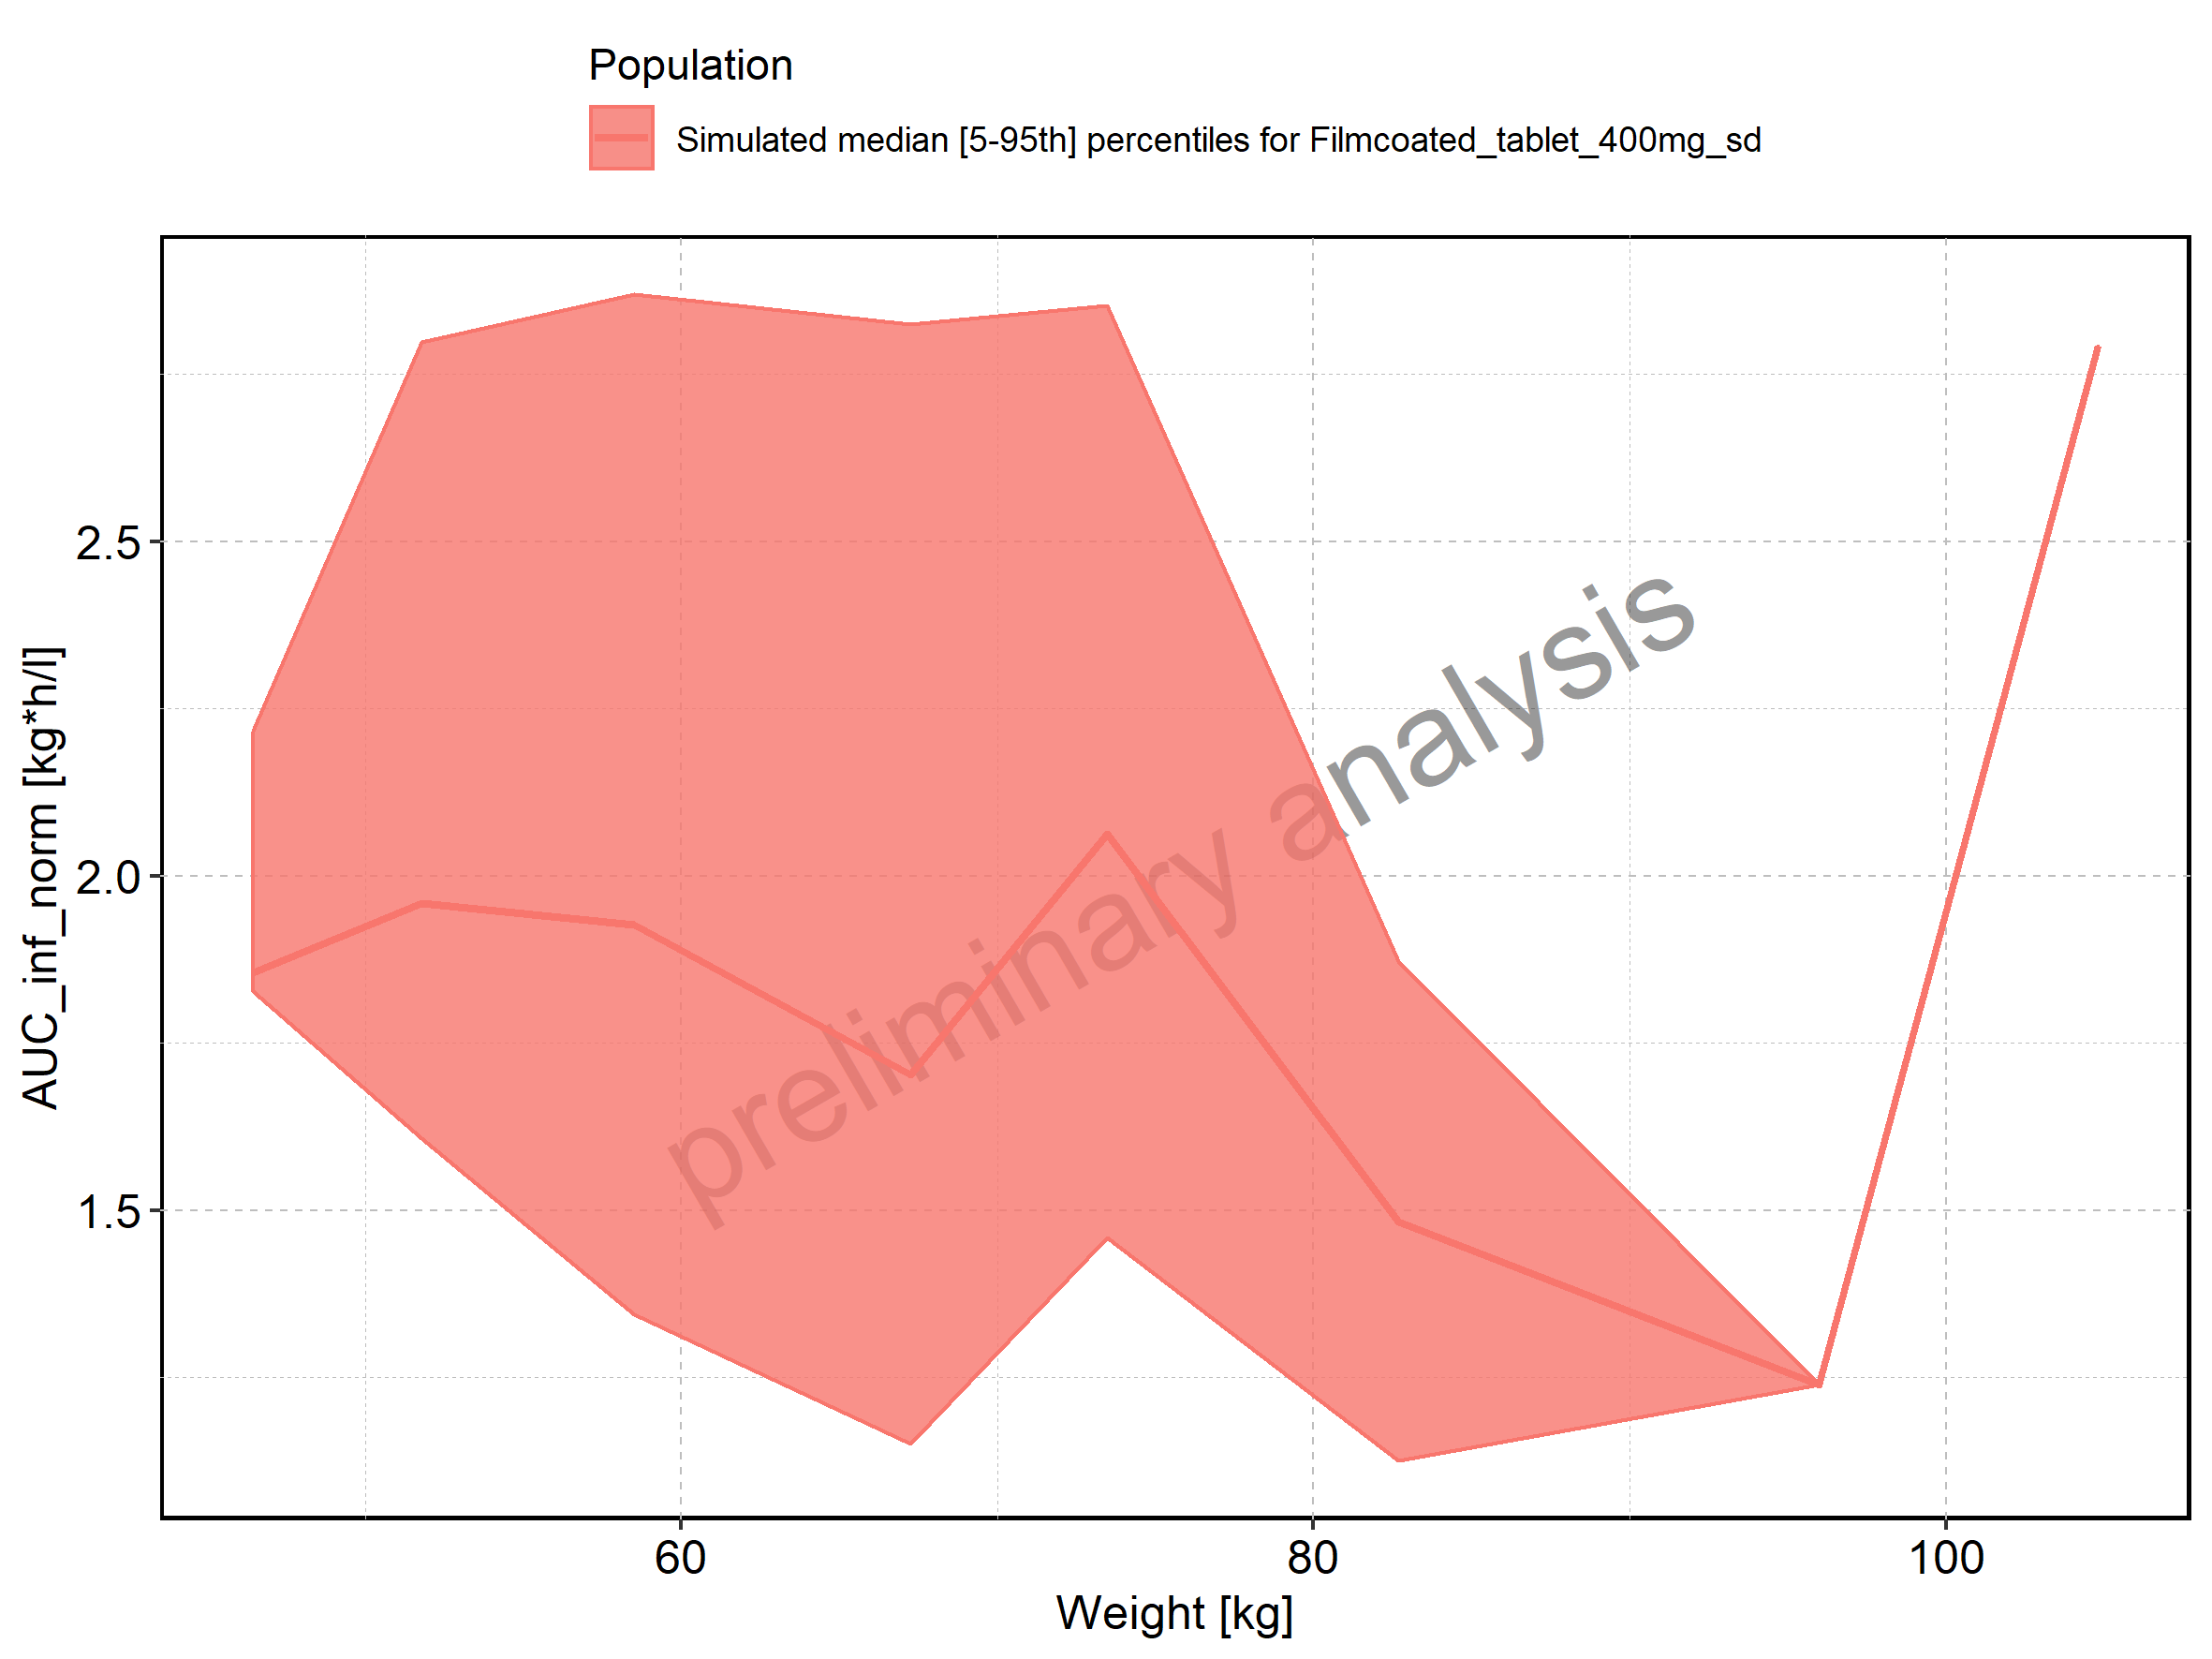 Population
Simulated median [5-95th] percentiles for Filmcoated_tablet_400mg_sd
AUC_inf_norm [kg*h/l]
2.5
2.0
1.5
preliminary analysis
60
80
100
Weight [kg]